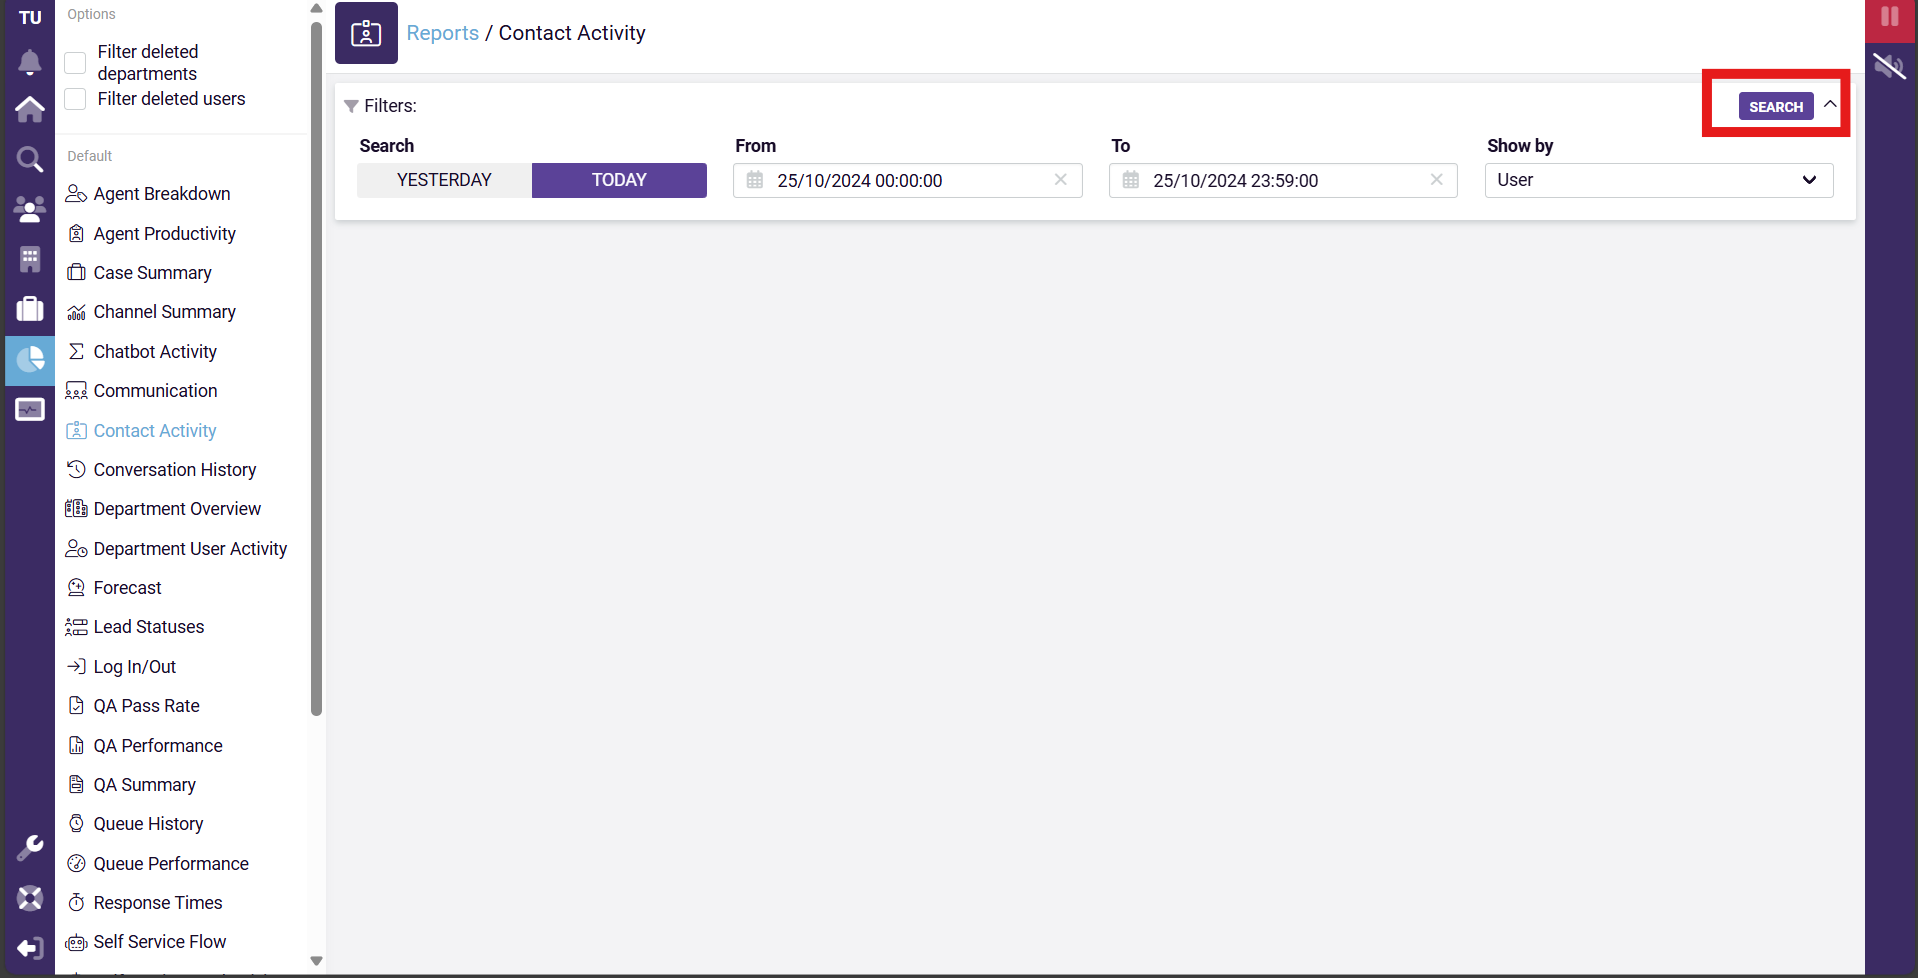 TU
Options
Filter deleted
departments
Filter deleted users
Default
Agent Breakdown
Agent Productivity
Case Summary
Channel Summary
Chatbot Activity
Communication
Contact Activity
Conversation History
Department Overview
Department User Activity
Forecast
Lead Statuses
Log In/Out
QA Pass Rate
QA Performance
QA Summary
Queue History
Queue Performance
Response Times
Self Service Flow
Reports / Contact Activity
Filters:
SEARCH
Search
From
To
Show by
YESTERDAY
TODAY
25/10/2024 00:00:00
25/10/2024 23:59:00
User